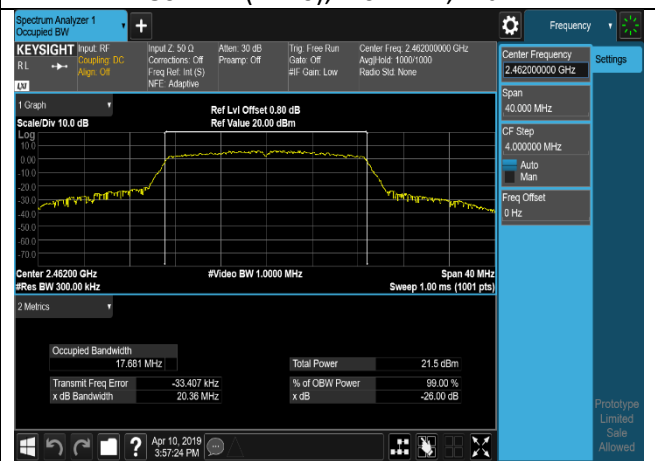 Spectrum Analyzer 1
Occupied BW
Frequency
KEYSIGHT
RL
Input: RF
Coupling: DC
Align: Off
Input Z: 50 Ω
Corrections: Off
Freq Ref: Int (S)
NFE: Adaptive
Atten: 30 dB
Preamp: Off
Trig: Free Run
Gate: Off
#IF Gain: Low
Center Freq: 2.462000000 GHz
Avg|Hold: 1000/1000
Radio Std: None
Center Frequency
2.462000000 GHz
Settings
Span
40.000 MHz
CF Step
4.000000 MHz
Auto
Man
Freq Offset
0 Hz
1 Graph
Scale/Div 10.0 dB
Ref Lvl Offset 0.80 dB
Ref Value 20.00 dBm
Log
10.0
0.00
-10.0
-20.0
-30.0
-40.0
-50.0
-60.0
-70.0
Center 2.46200 GHz
#Res BW 300.00 kHz
#Video BW 1.0000 MHz
Span 40 MHz
Sweep 1.00 ms (1001 pts)
2 Metrics
Occupied Bandwidth
17.681 MHz
Total Power 21.5 dBm
Transmit Freq Error -33.407 kHz
% of OBW Power 99.00 %
x dB Bandwidth 20.36 MHz
x dB -26.00 dB
Prototype
Limited
Sale
Allowed
Apr 10, 2019
3:57:24 PM